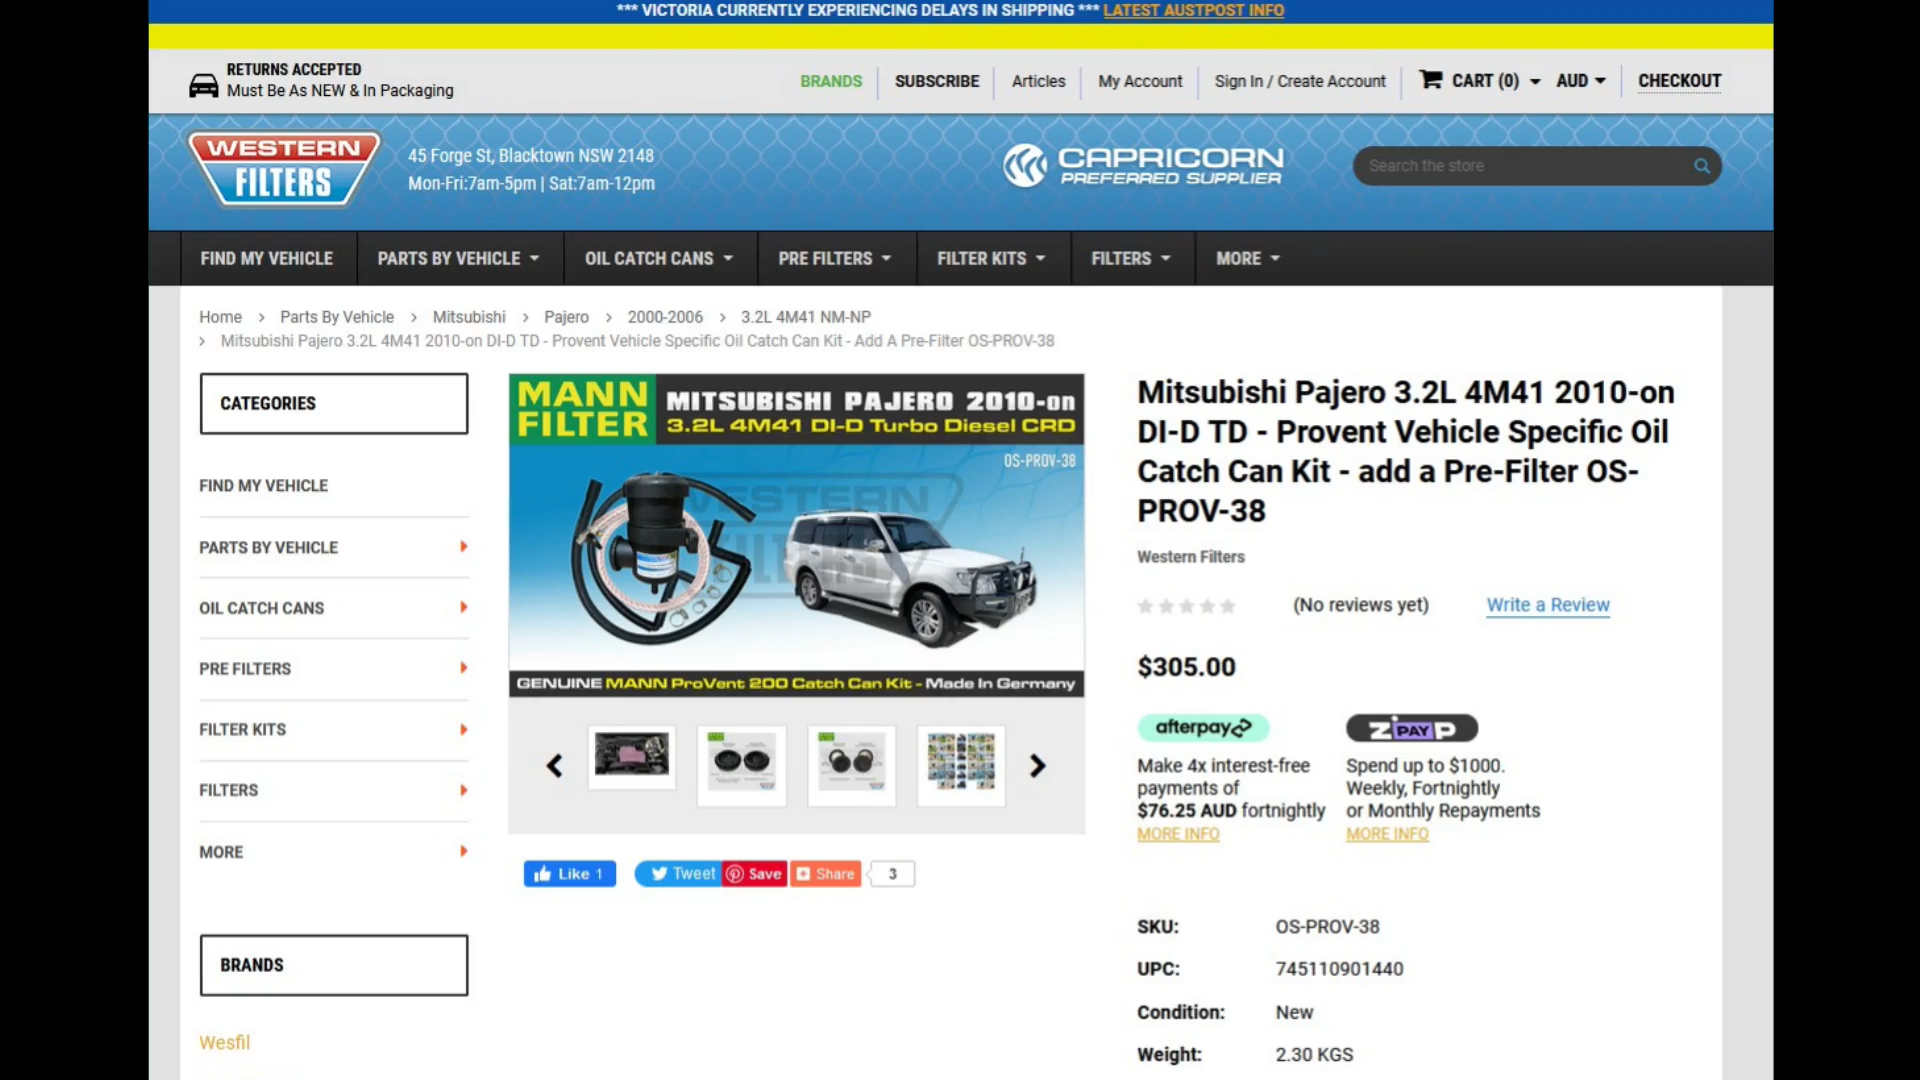 *** VICTORIA CURRENTLY EXPERIENCING DELAYS IN SHIPPING *** LATEST AUSTPOST INFO
RETURNS ACCEPTED
Must Be As NEW & In Packaging
BRANDS
SUBSCRIBE
Articles
My Account
Sign In / Create Account
CART (0)
AUD
CHECKOUT
WESTERN
FILTERS
45 Forge St, Blacktown NSW 2148
Mon-Fri:7am-5pm | Sat:7am-12pm
CAPRICORN
PREFERRED SUPPLIER
Search the store
FIND MY VEHICLE
PARTS BY VEHICLE
OIL CATCH CANS
PRE FILTERS
FILTER KITS
FILTERS
MORE
Home > Parts By Vehicle > Mitsubishi > Pajero > 2000-2006 > 3.2L 4M41 NM-NP
> Mitsubishi Pajero 3.2L 4M41 2010-on DI-D TD - Provent Vehicle Specific Oil Catch Can Kit - Add A Pre-Filter OS-PROV-38
CATEGORIES
FIND MY VEHICLE
PARTS BY VEHICLE
OIL CATCH CANS
PRE FILTERS
FILTER KITS
FILTERS
MORE
BRANDS
Wesfil
MANN
FILTER
MITSUBISHI PAJERO 2010-on
3.2L 4M41 DI-D Turbo Diesel CRD
OS-PROV-38
WESTERN
GENUINE MANN ProVent 200 Catch Can Kit - Made In Germany
Like 1
Tweet
Save
Share
3
Mitsubishi Pajero 3.2L 4M41 2010-on
DI-D TD - Provent Vehicle Specific Oil
Catch Can Kit - add a Pre-Filter OS-
PROV-38
Western Filters
(No reviews yet)
Write a Review
$305.00
afterpay
Make 4x interest-free
payments of
$76.25 AUD fortnightly
MORE INFO
ZIP PAY
Spend up to $1000.
Weekly, Fortnightly
or Monthly Repayments
MORE INFO
SKU: OS-PROV-38
UPC: 745110901440
Condition: New
Weight: 2.30 KGS